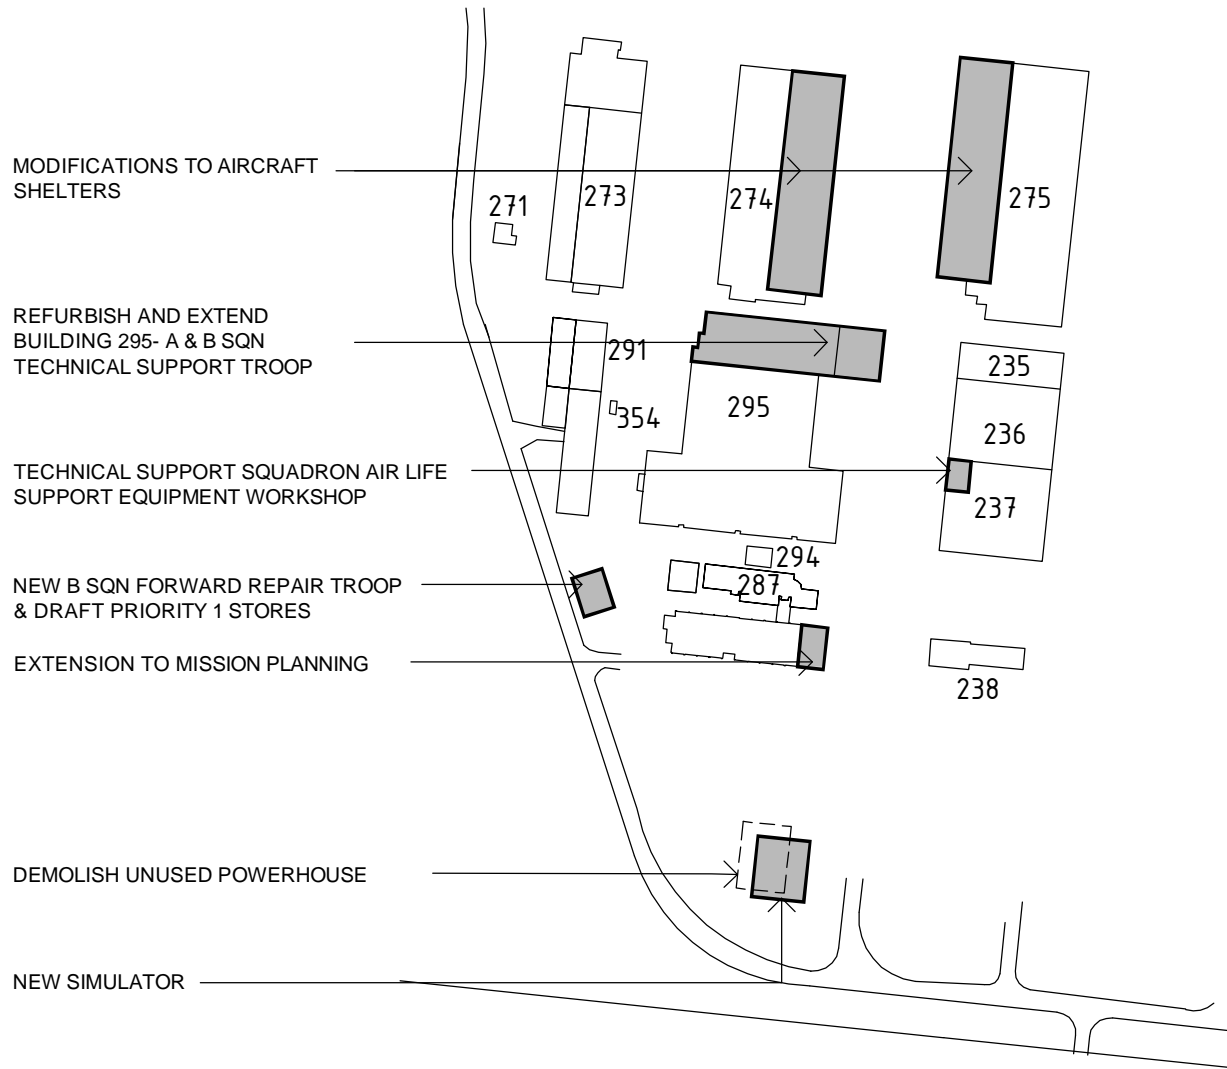 MODIFICATIONS TO AIRCRAFT
SHELTERS
271
273
274
275
REFURBISH AND EXTEND
BUILDING 295- A & B SQN
TECHNICAL SUPPORT TROOP
291
354
295
235
236
TECHNICAL SUPPORT SQUADRON AIR LIFE
SUPPORT EQUIPMENT WORKSHOP
237
294
287
NEW B SQN FORWARD REPAIR TROOP
& DRAFT PRIORITY 1 STORES
EXTENSION TO MISSION PLANNING
238
DEMOLISH UNUSED POWERHOUSE
NEW SIMULATOR